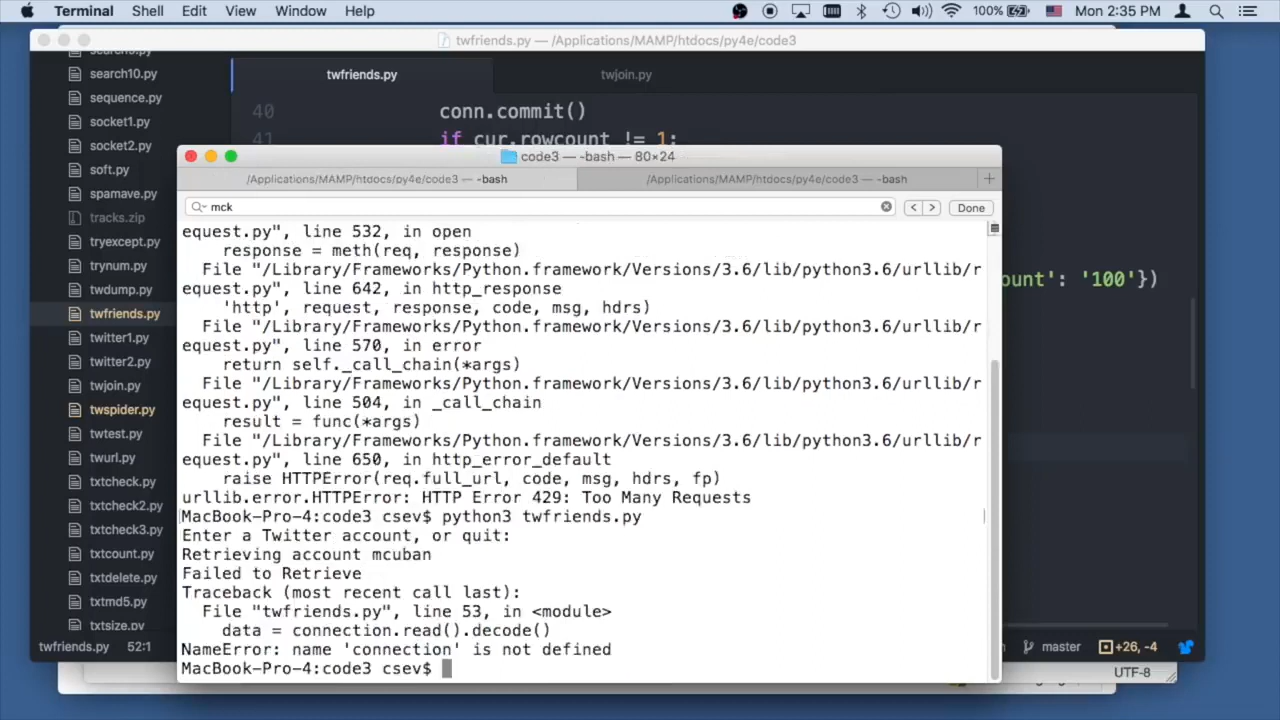 Terminal Shell Edit View Window Help 100% Mon 2:35 PM
twfriends.py — /Applications/MAMP/htdocs/py4e/code3
search10.py
sequence.py
socket1.py
socket2.py
soft.py
spamave.py
tracks.zip
tryexcept.py
trynum.py
twdump.py
twfriends.py
twitter1.py
twitter2.py
twjoin.py
twspider.py
twtest.py
twurl.py
txtcheck.py
txtcheck2.py
txtcheck3.py
txtcount.py
txtdelete.py
txtmd5.py
txtsize.py
twfriends.py twjoin.py
40 conn.commit()
41 if cur.rowcount != 1:
ount': '100'})
code3 — -bash — 80×24
/Applications/MAMP/htdocs/py4e/code3 — -bash /Applications/MAMP/htdocs/py4e/code3 — -bash +
mck < > Done
equest.py", line 532, in open
response = meth(req, response)
File "/Library/Frameworks/Python.framework/Versions/3.6/lib/python3.6/urllib/r
equest.py", line 642, in http_response
'http', request, response, code, msg, hdrs)
File "/Library/Frameworks/Python.framework/Versions/3.6/lib/python3.6/urllib/r
equest.py", line 570, in error
return self._call_chain(*args)
File "/Library/Frameworks/Python.framework/Versions/3.6/lib/python3.6/urllib/r
equest.py", line 504, in _call_chain
result = func(*args)
File "/Library/Frameworks/Python.framework/Versions/3.6/lib/python3.6/urllib/r
equest.py", line 650, in http_error_default
raise HTTPError(req.full_url, code, msg, hdrs, fp)
urllib.error.HTTPError: HTTP Error 429: Too Many Requests
MacBook-Pro-4:code3 csev$ python3 twfriends.py
Enter a Twitter account, or quit:
Retrieving account mcuban
Failed to Retrieve
Traceback (most recent call last):
File "twfriends.py", line 53, in <module>
data = connection.read().decode()
NameError: name 'connection' is not defined
MacBook-Pro-4:code3 csev$
twfriends.py 52:1 master +26, -4
UTF-8